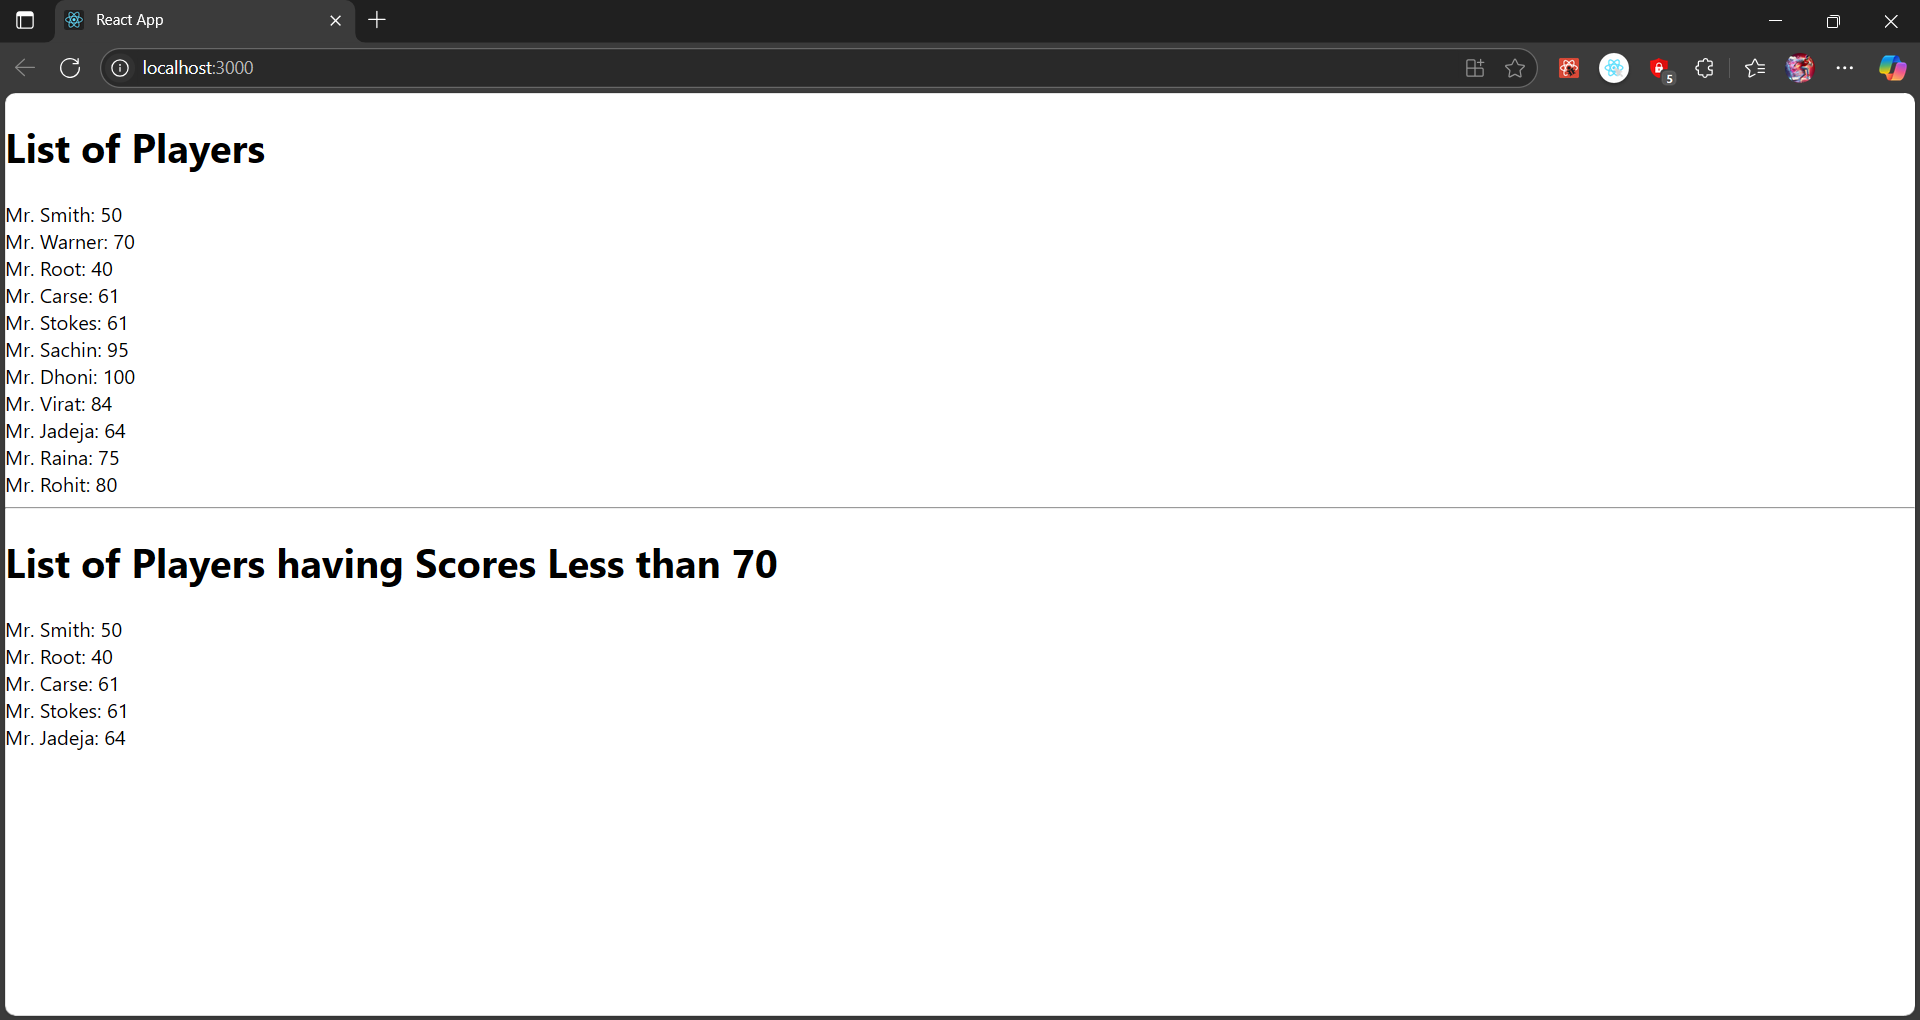 React App
localhost:3000
5
List of Players
Mr. Smith: 50
Mr. Warner: 70
Mr. Root: 40
Mr. Carse: 61
Mr. Stokes: 61
Mr. Sachin: 95
Mr. Dhoni: 100
Mr. Virat: 84
Mr. Jadeja: 64
Mr. Raina: 75
Mr. Rohit: 80
List of Players having Scores Less than 70
Mr. Smith: 50
Mr. Root: 40
Mr. Carse: 61
Mr. Stokes: 61
Mr. Jadeja: 64